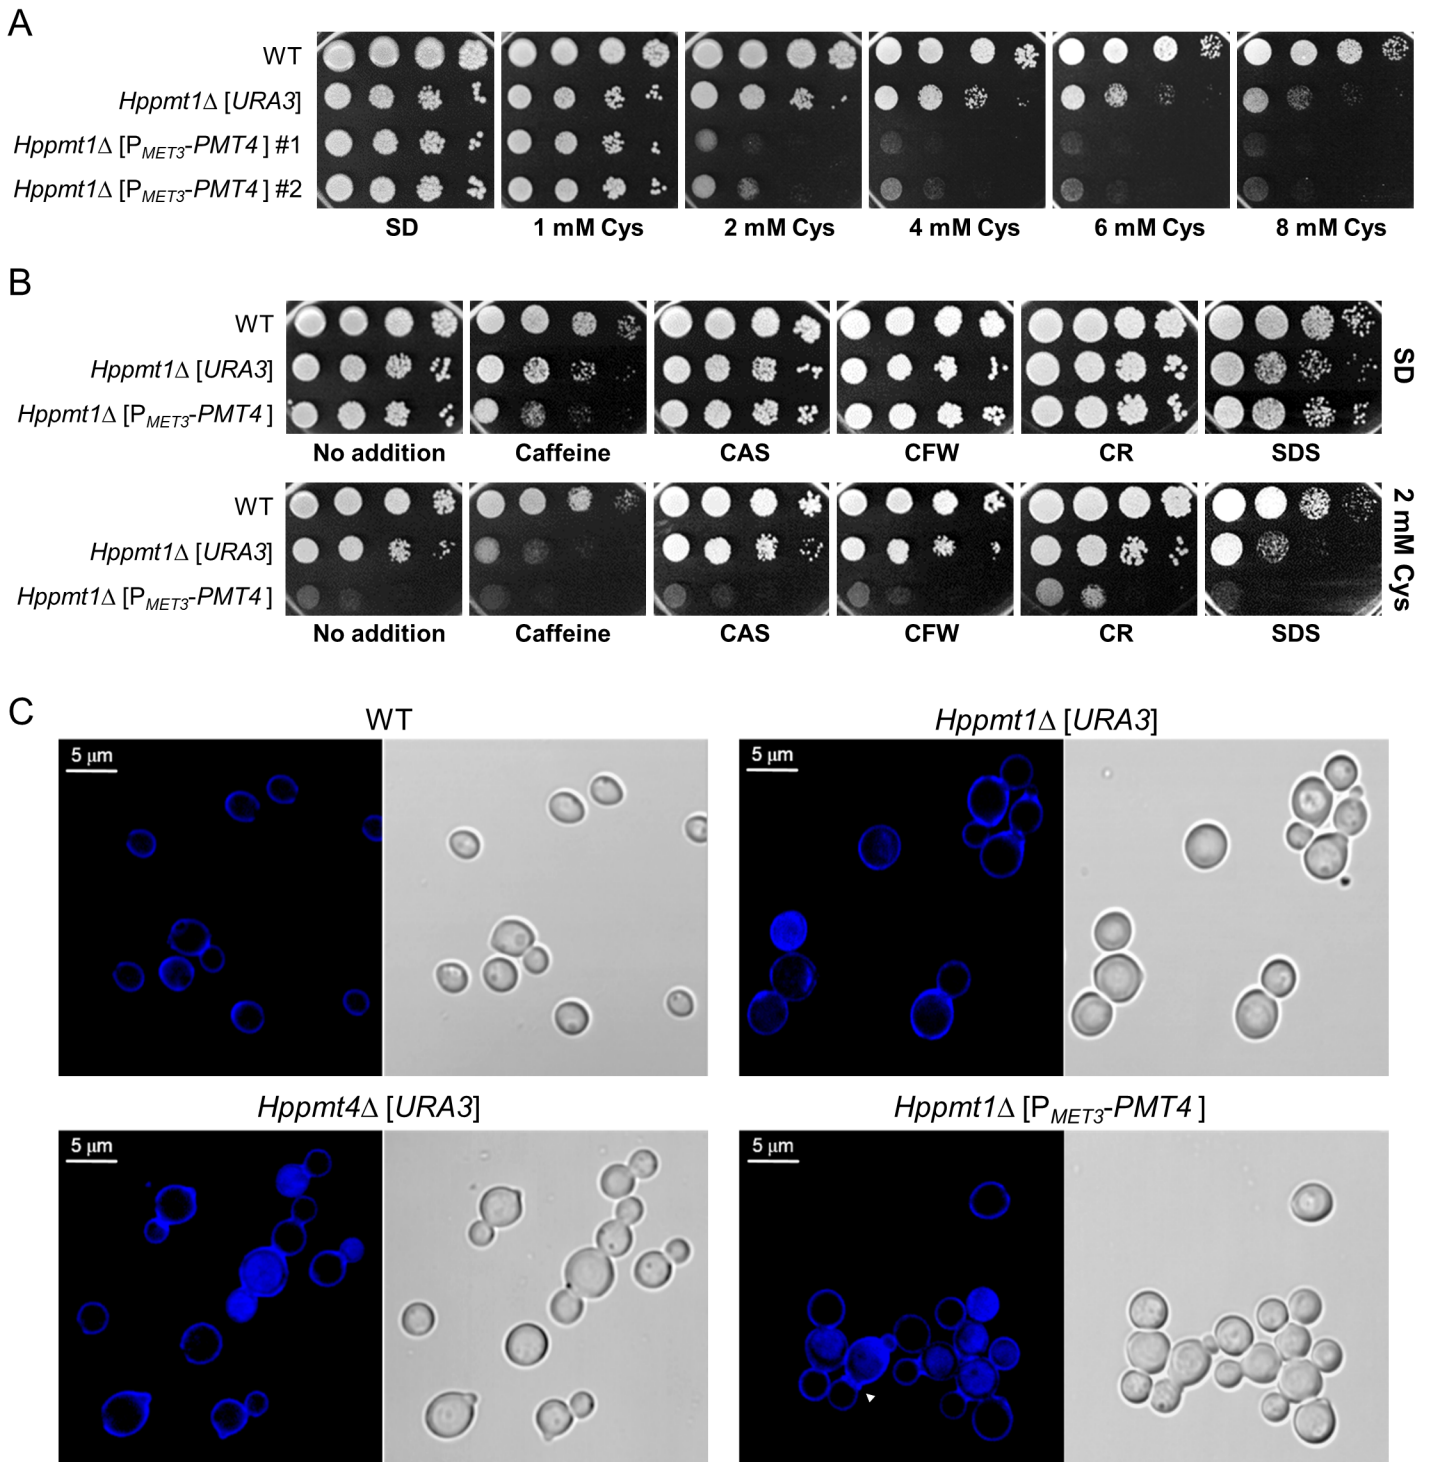 A
WT
Hppmt1Δ [URA3]
Hppmt1Δ [PMET3-PMT4] #1
Hppmt1Δ [PMET3-PMT4] #2
SD 1 mM Cys 2 mM Cys 4 mM Cys 6 mM Cys 8 mM Cys
B
WT
Hppmt1Δ [URA3]
Hppmt1Δ [PMET3-PMT4]
SD
No addition Caffeine CAS CFW CR SDS
WT
Hppmt1Δ [URA3]
Hppmt1Δ [PMET3-PMT4]
2 mM Cys
No addition Caffeine CAS CFW CR SDS
C
WT Hppmt1Δ [URA3]
5 µm 5 µm
Hppmt4Δ [URA3] Hppmt1Δ [PMET3-PMT4]
5 µm 5 µm